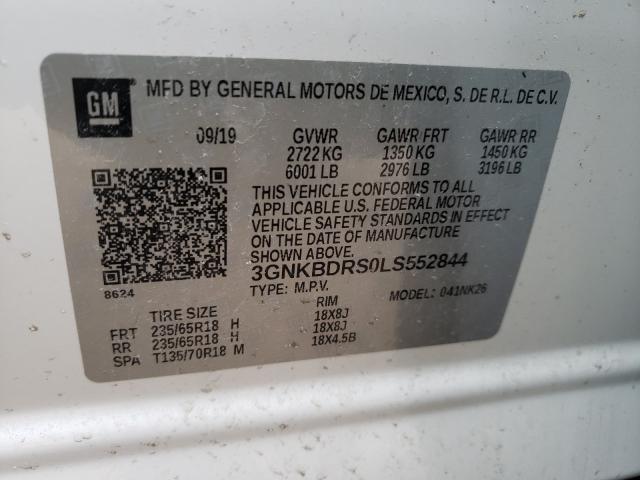 GM
MFD BY GENERAL MOTORS DE MEXICO, S. DE R.L. DE C.V.
09/19 GVWR GAWR FRT GAWR RR
2722 KG 1350 KG 1450 KG
6001 LB 2976 LB 3196 LB
THIS VEHICLE CONFORMS TO ALL
APPLICABLE U.S. FEDERAL MOTOR
VEHICLE SAFETY STANDARDS IN EFFECT
ON THE DATE OF MANUFACTURE
SHOWN ABOVE.
3GNKBDRS0LS552844
8624
TYPE: M.P.V. MODEL: 041NK26
TIRE SIZE RIM
FRT 235/65R18 H 18X8J
RR 235/65R18 H 18X8J
SPA T135/70R18 M 18X4.5B